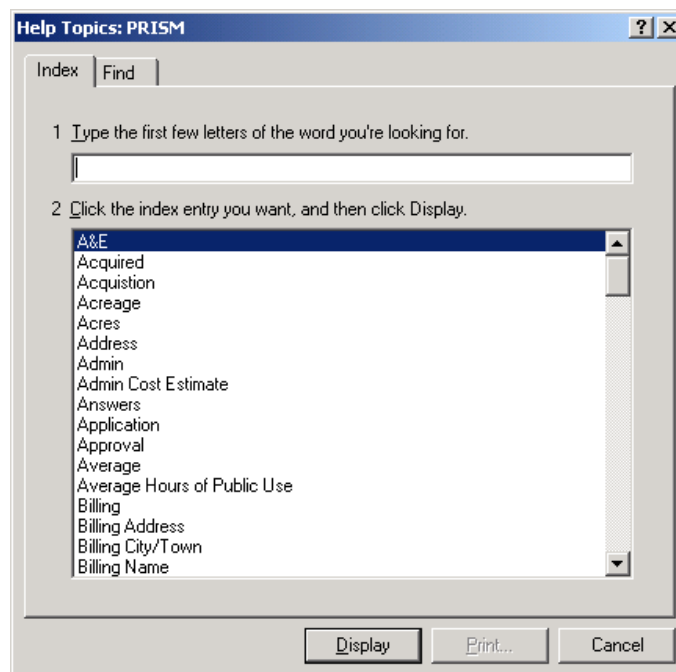 Help Topics: PRISM
Index
Find
1 Type the first few letters of the word you're looking for.
2 Click the index entry you want, and then click Display.
A&E
Acquired
Acquistion
Acreage
Acres
Address
Admin
Admin Cost Estimate
Answers
Application
Approval
Average
Average Hours of Public Use
Billing
Billing Address
Billing City/Town
Billing Name
Display
Print...
Cancel